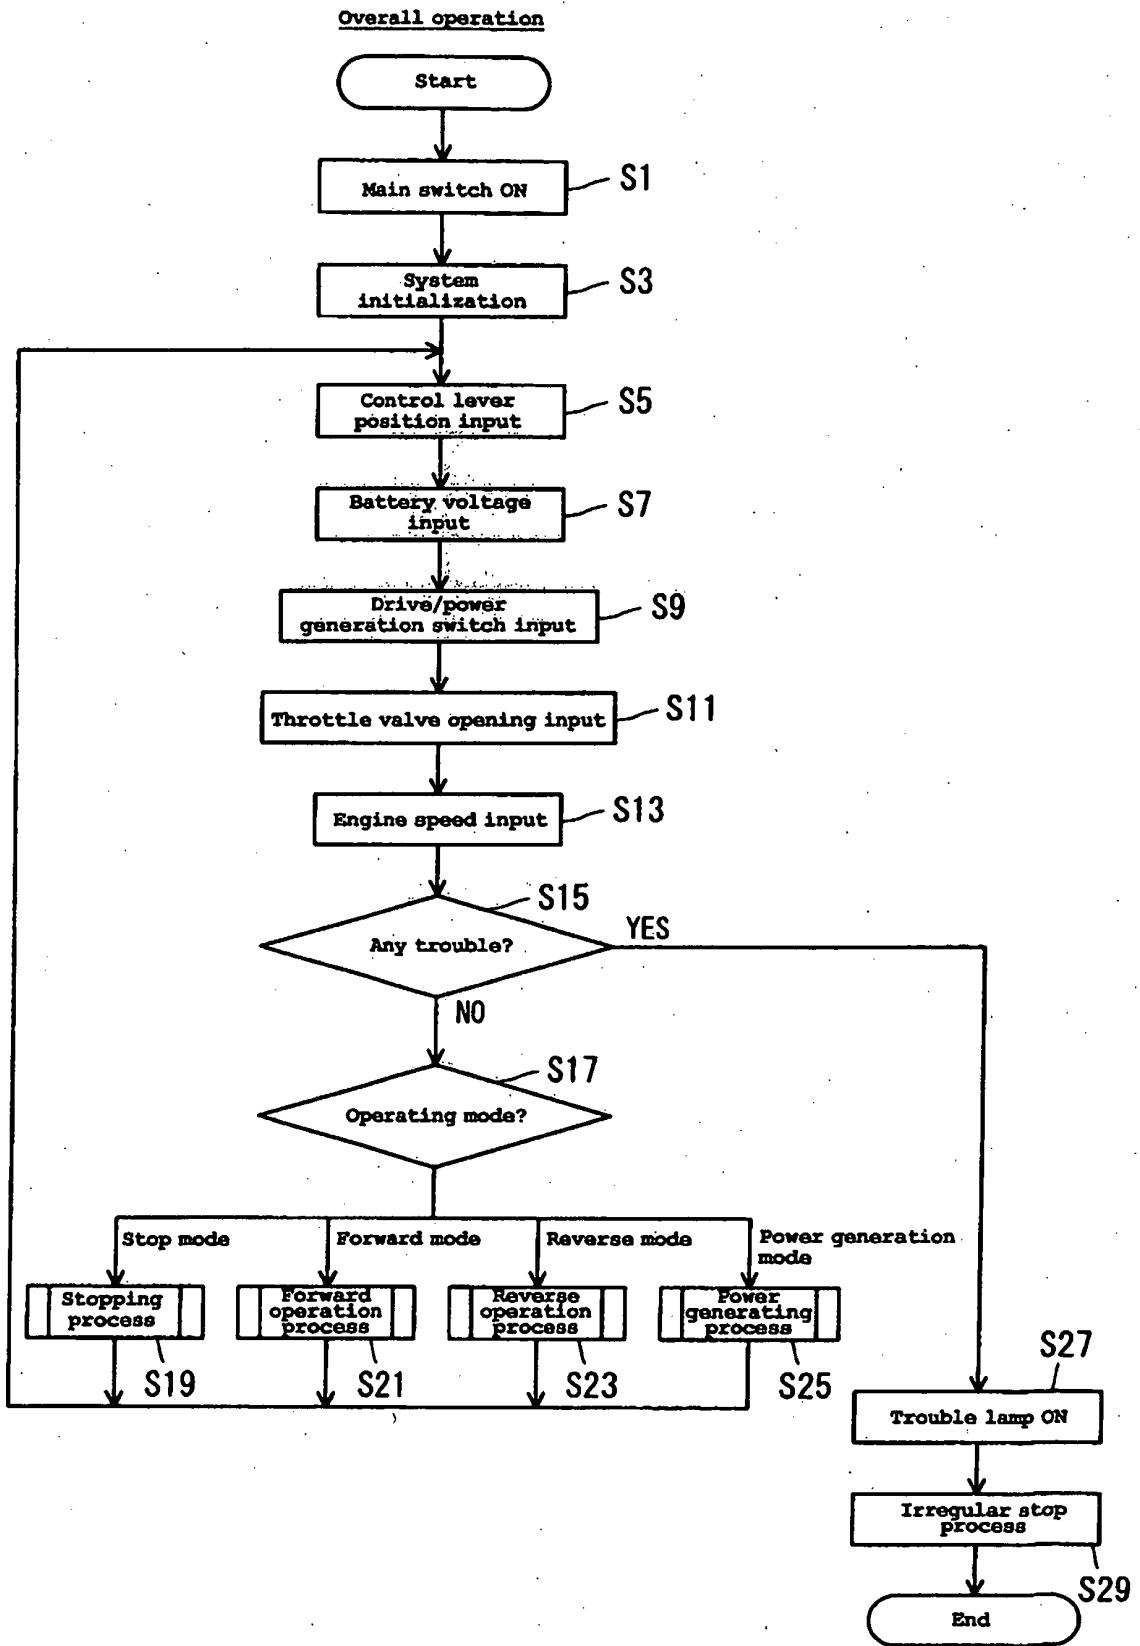 Overall operation
Start
Main switch ON
S1
System
initialization
S3
Control lever
position input
S5
Battery voltage
input
S7
Drive/power
generation switch input
S9
Throttle valve opening input
S11
Engine speed input
S13
S15
Any trouble?
YES
NO
S17
Operating mode?
Stop mode
Forward mode
Reverse mode
Power generation
mode
Stopping
process
Forward
operation
process
Reverse
operation
process
Power
generating
process
S19
S21
S23
S25
S27
Trouble lamp ON
Irregular stop
process
S29
End